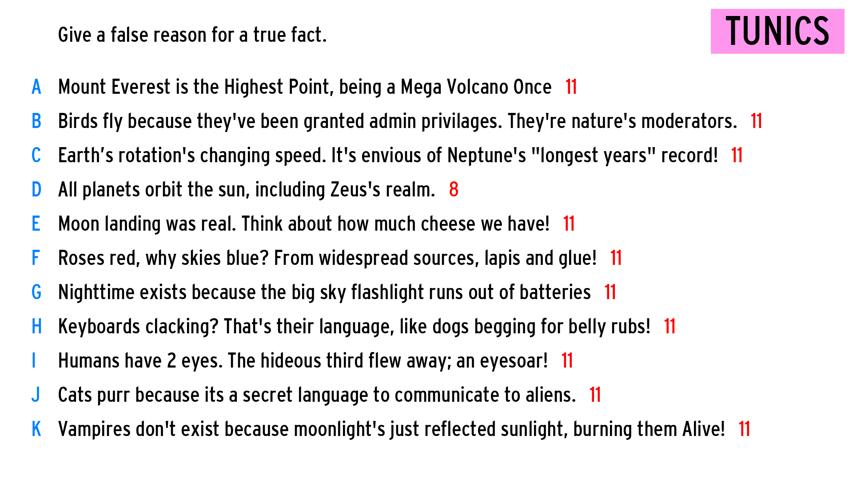 Give a false reason for a true fact.
TUNICS
A Mount Everest is the Highest Point, being a Mega Volcano Once 11
B Birds fly because they've been granted admin privilages. They're nature's moderators. 11
C Earth’s rotation's changing speed. It's envious of Neptune's "longest years" record! 11
D All planets orbit the sun, including Zeus's realm. 8
E Moon landing was real. Think about how much cheese we have! 11
F Roses red, why skies blue? From widespread sources, lapis and glue! 11
G Nighttime exists because the big sky flashlight runs out of batteries 11
H Keyboards clacking? That's their language, like dogs begging for belly rubs! 11
I Humans have 2 eyes. The hideous third flew away; an eyesoar! 11
J Cats purr because its a secret language to communicate to aliens. 11
K Vampires don't exist because moonlight's just reflected sunlight, burning them Alive! 11